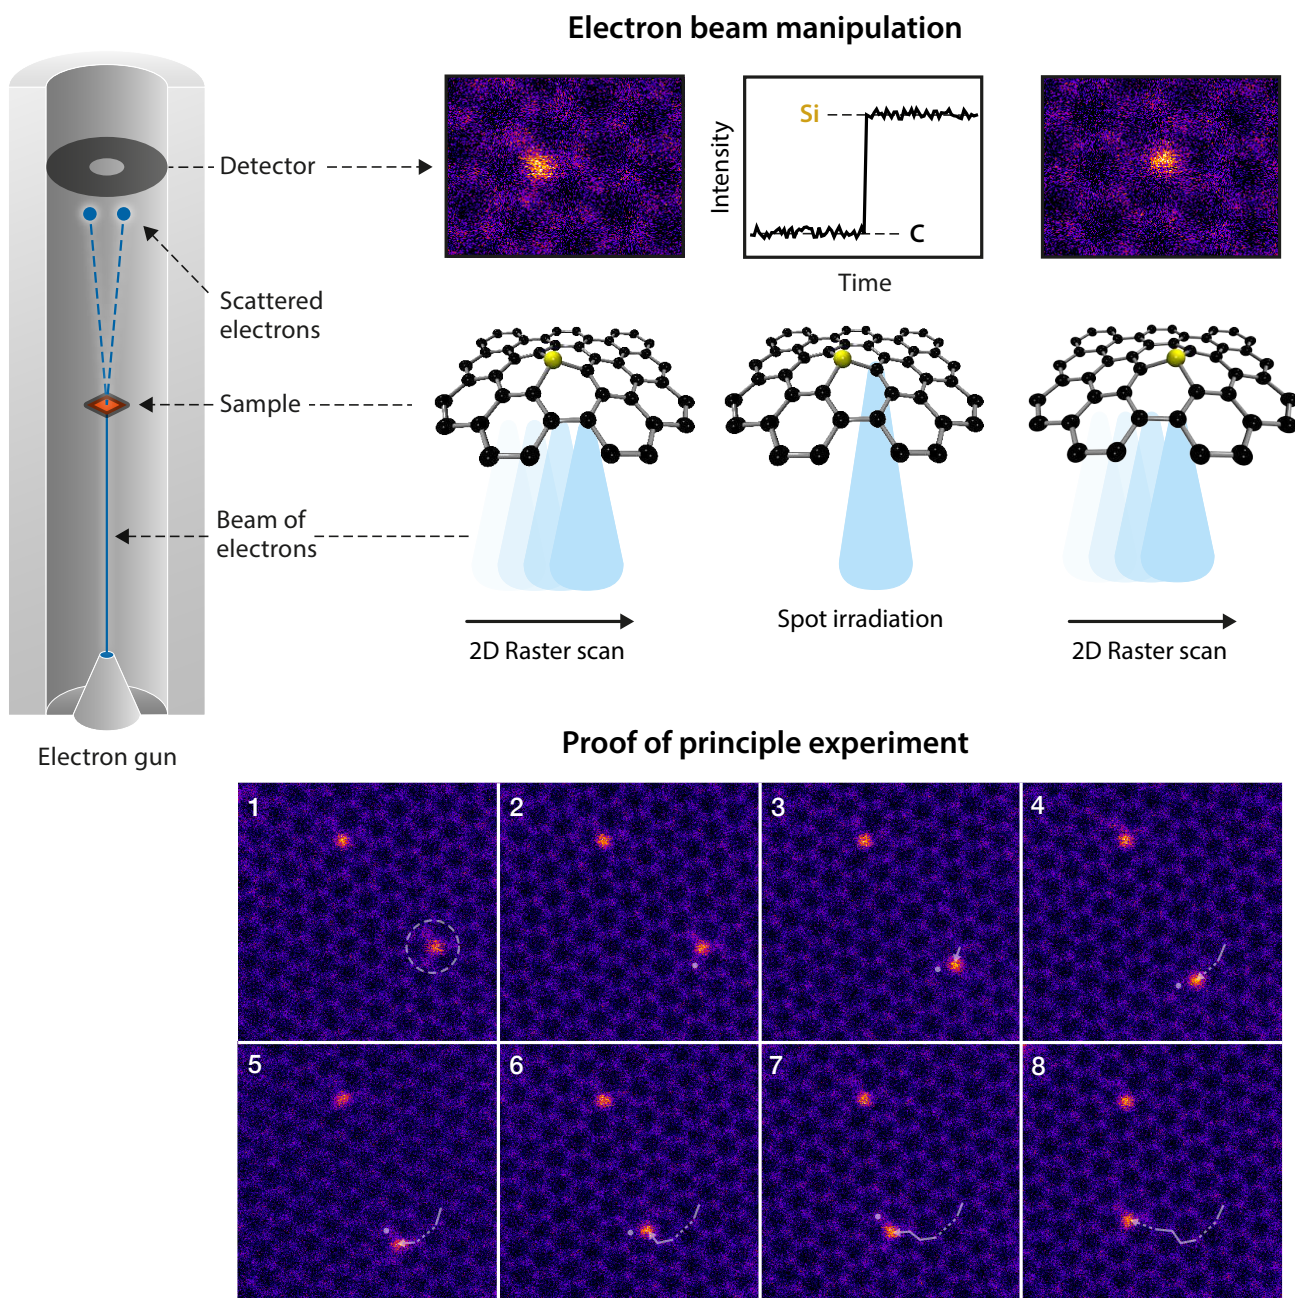 Electron beam manipulation
Detector
Scattered
electrons
Sample
Beam of
electrons
Electron gun
Intensity
Si
C
Time
2D Raster scan
Spot irradiation
2D Raster scan
Proof of principle experiment
1
2
3
4
5
6
7
8